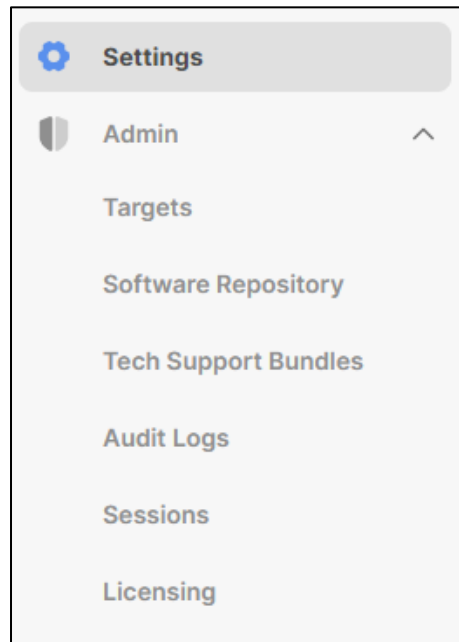 Settings
Admin
Targets
Software Repository
Tech Support Bundles
Audit Logs
Sessions
Licensing